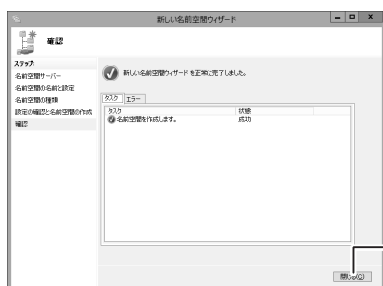 新しい名前空間ウィザード
確認
ステップ:
名前空間サーバー
名前空間の名前と設定
名前空間の種類
設定の確認と名前空間の作成
確認
新しい名前空間ウィザード を正常に完了しました。
タスク エラー
タスク 状態
名前空間を作成します。 成功
閉じる(C)